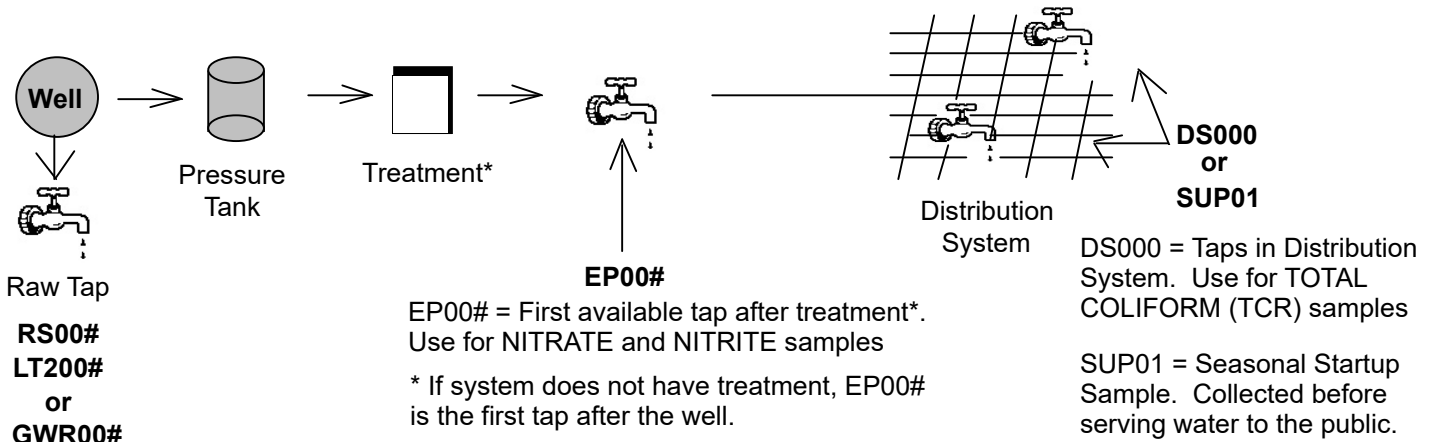 Well
Pressure
Tank
Treatment*
Raw Tap
RS00#
LT200#
or
GWR00#
EP00#
EP00# = First available tap after treatment*.
Use for NITRATE and NITRITE samples
* If system does not have treatment, EP00#
is the first tap after the well.
Distribution
System
DS000
or
SUP01
DS000 = Taps in Distribution
System. Use for TOTAL
COLIFORM (TCR) samples
SUP01 = Seasonal Startup
Sample. Collected before
serving water to the public.